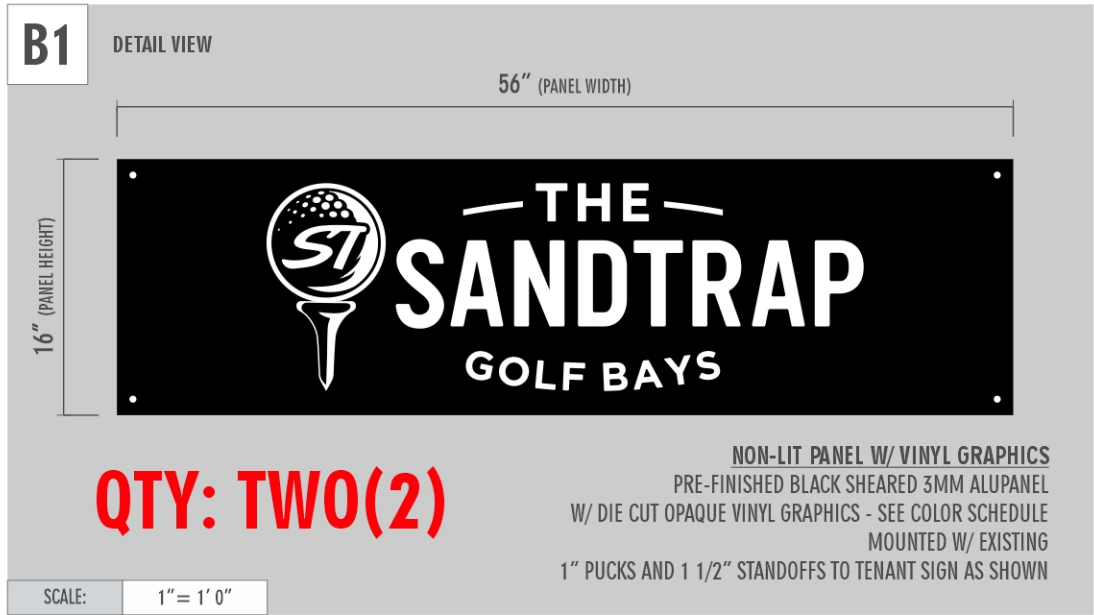 B1
DETAIL VIEW
56" (PANEL WIDTH)
16" (PANEL HEIGHT)
ST
THE
SANDTRAP
GOLF BAYS
QTY: TWO(2)
NON-LIT PANEL W/ VINYL GRAPHICS
PRE-FINISHED BLACK SHEARED 3MM ALUPANEL
W/ DIE CUT OPAQUE VINYL GRAPHICS - SEE COLOR SCHEDULE
MOUNTED W/ EXISTING
1" PUCKS AND 1 1/2" STANDOFFS TO TENANT SIGN AS SHOWN
SCALE: 1"= 1' 0"